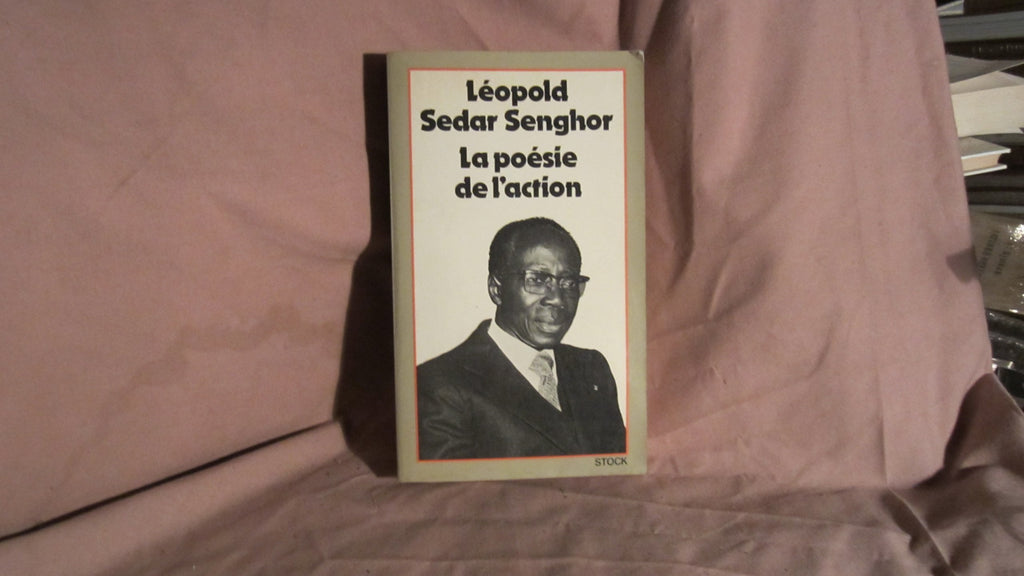 Léopold
Sedar Senghor
La poésie
de l'action
STOCK